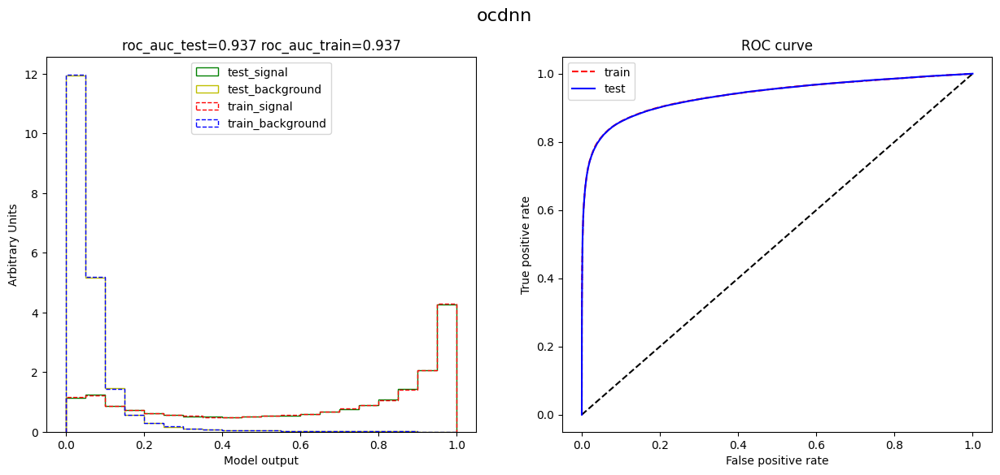 ocdnn
roc_auc_test=0.937 roc_auc_train=0.937
test_signal
test_background
train_signal
train_background
Arbitrary Units
12
10
8
6
4
2
0
0.0 0.2 0.4 0.6 0.8 1.0
Model output
ROC curve
train
test
True positive rate
1.0
0.8
0.6
0.4
0.2
0.0
0.0 0.2 0.4 0.6 0.8 1.0
False positive rate